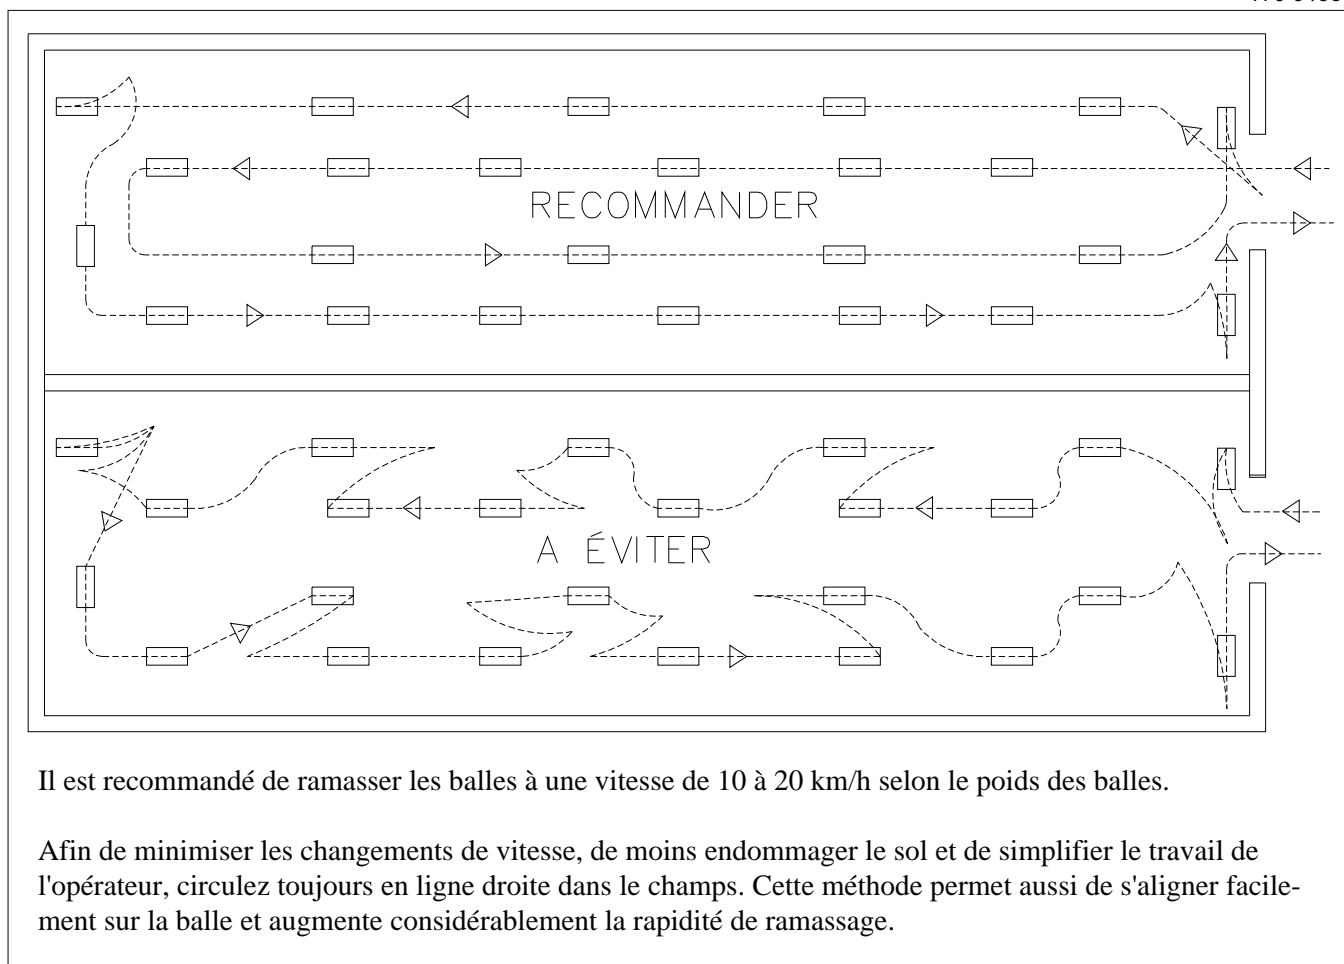 RECOMMANDER
A ÉVITER
Il est recommandé de ramasser les balles à une vitesse de 10 à 20 km/h selon le poids des balles.
Afin de minimiser les changements de vitesse, de moins endommager le sol et de simplifier le travail de
l'opérateur, circulez toujours en ligne droite dans le champs. Cette méthode permet aussi de s'aligner facile-
ment sur la balle et augmente considérablement la rapidité de ramassage.